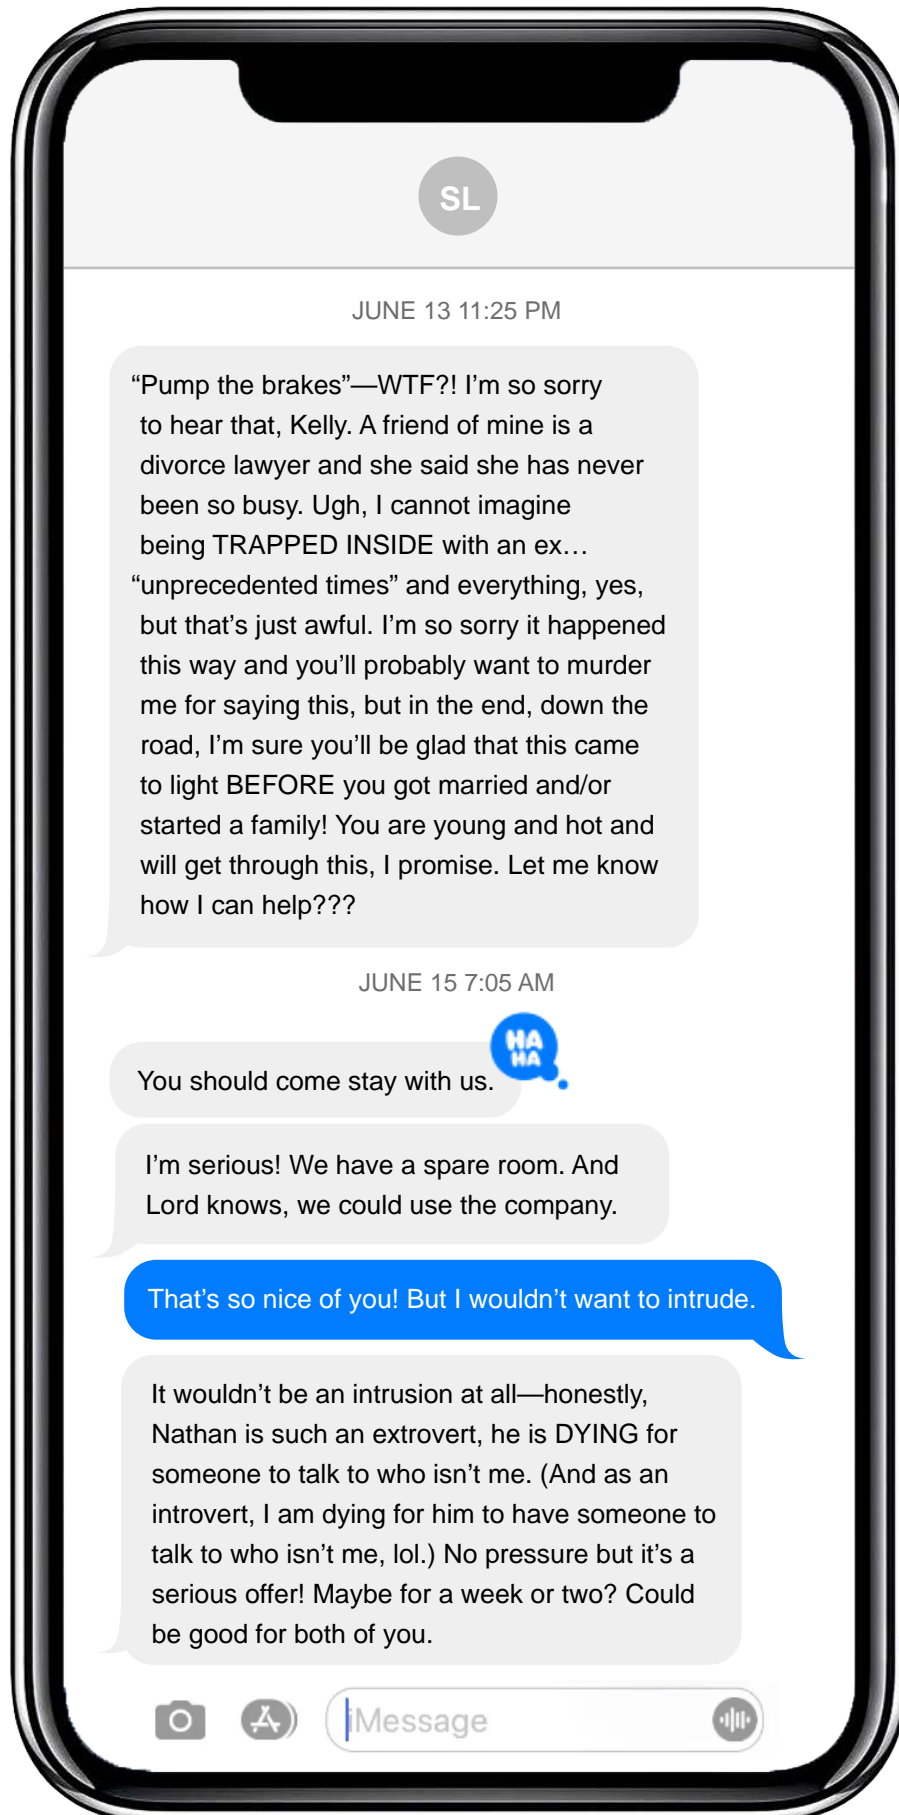 SL
JUNE 13 11:25 PM
“Pump the brakes”—WTF?! I’m so sorry
to hear that, Kelly. A friend of mine is a
divorce lawyer and she said she has never
been so busy. Ugh, I cannot imagine
being TRAPPED INSIDE with an ex…
“unprecedented times” and everything, yes,
but that’s just awful. I’m so sorry it happened
this way and you’ll probably want to murder
me for saying this, but in the end, down the
road, I’m sure you’ll be glad that this came
to light BEFORE you got married and/or
started a family! You are young and hot and
will get through this, I promise. Let me know
how I can help???
JUNE 15 7:05 AM
HA
HA
You should come stay with us.
I’m serious! We have a spare room. And
Lord knows, we could use the company.
That’s so nice of you! But I wouldn’t want to intrude.
It wouldn’t be an intrusion at all—honestly,
Nathan is such an extrovert, he is DYING for
someone to talk to who isn’t me. (And as an
introvert, I am dying for him to have someone to
talk to who isn’t me, lol.) No pressure but it’s a
serious offer! Maybe for a week or two? Could
be good for both of you.
iMessage